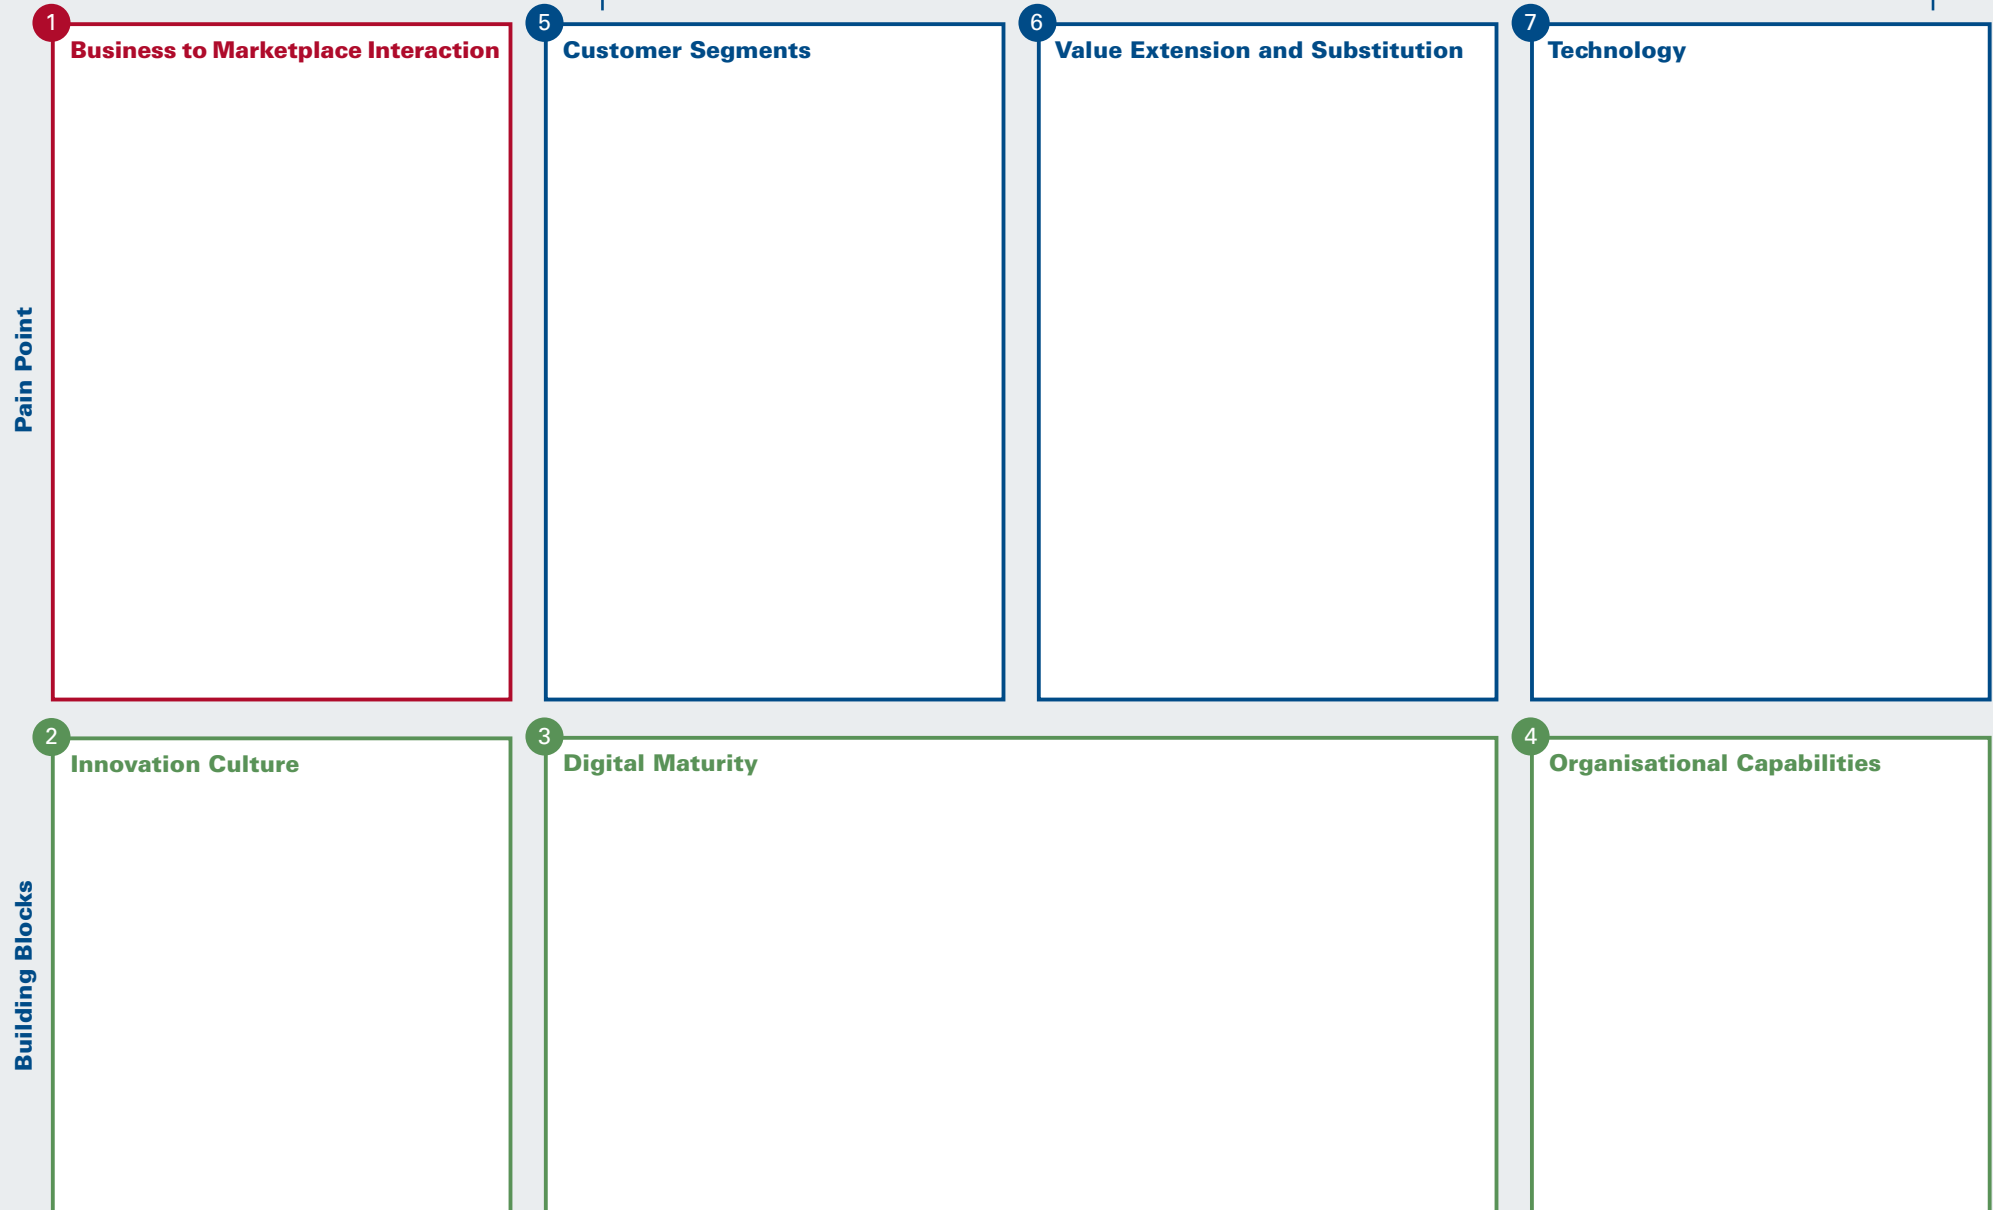 1
Business to Marketplace Interaction
5
Customer Segments
6
Value Extension and Substitution
7
Technology
Pain Point
2
Innovation Culture
3
Digital Maturity
4
Organisational Capabilities
Building Blocks